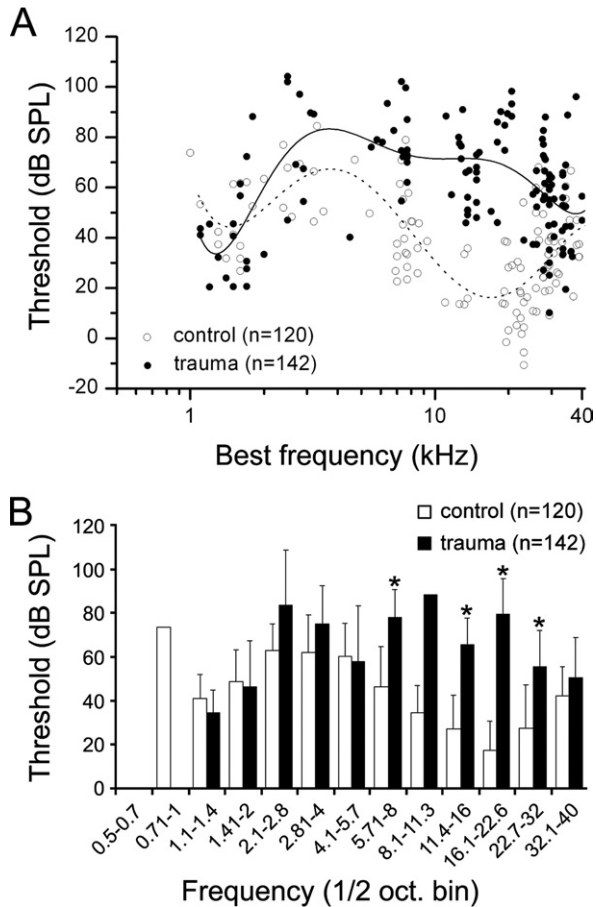 A
120
100
80
60
40
20
0
-20
Threshold (dB SPL)
control (n=120)
trauma (n=142)
1
10
40
Best frequency (kHz)
B
control (n=120)
trauma (n=142)
120
100
80
60
40
20
0
Threshold (dB SPL)
* * * *
0.5-0.7
0.71-1
1.1-1.4
1.41-2
2.1-2.8
2.81-4
4.1-5.7
5.71-8
8.1-11.3
11.4-16
16.1-22.6
22.7-32
32.1-40
Frequency (1/2 oct. bin)